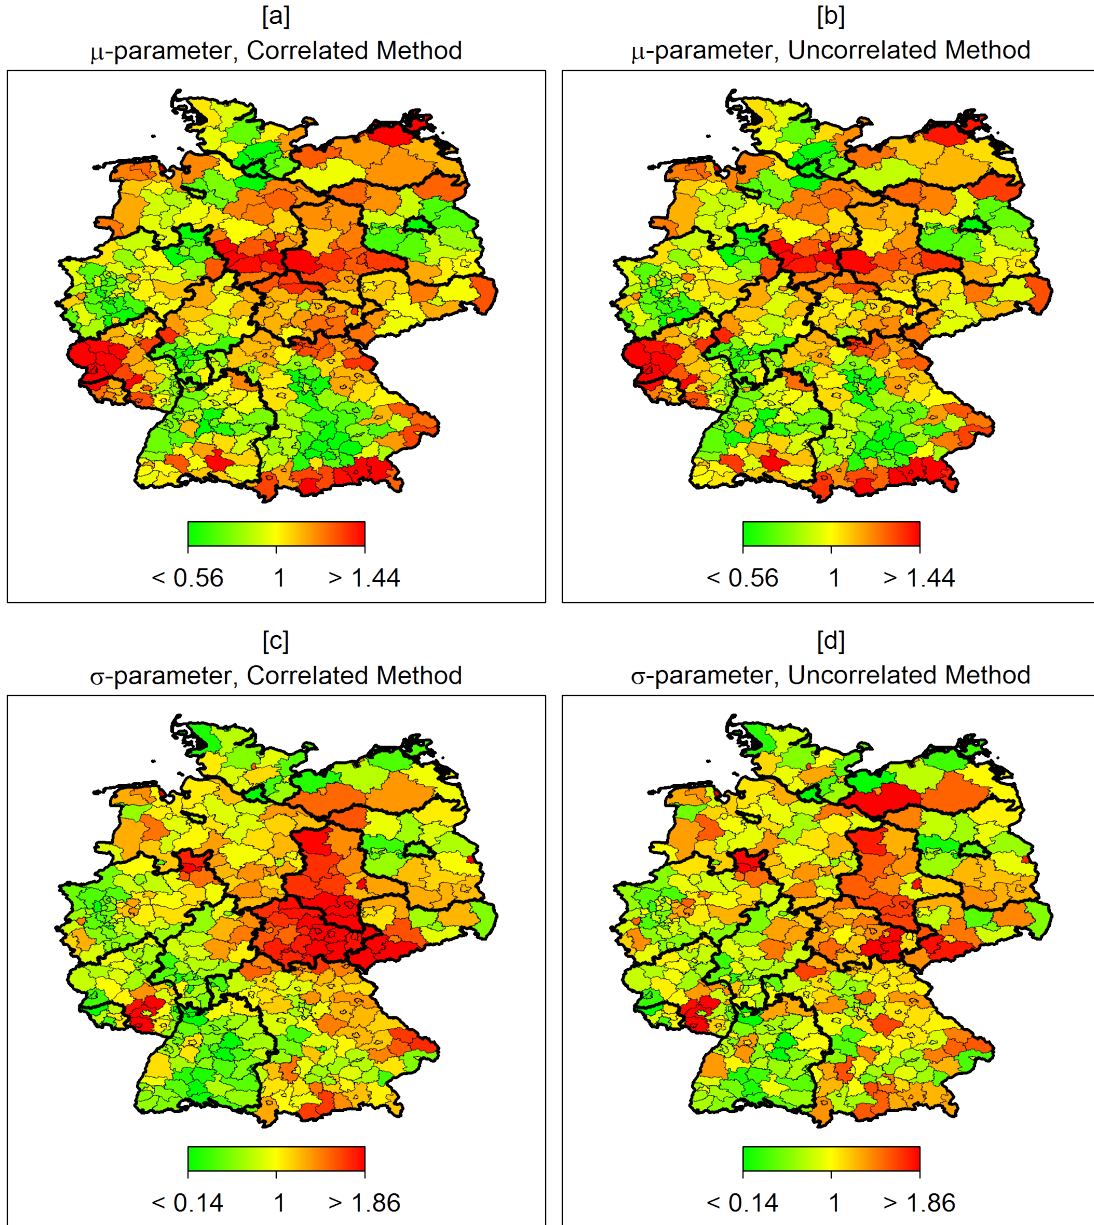 [a]
μ-parameter, Correlated Method
< 0.56 1 > 1.44
[b]
μ-parameter, Uncorrelated Method
< 0.56 1 > 1.44
[c]
σ-parameter, Correlated Method
< 0.14 1 > 1.86
[d]
σ-parameter, Uncorrelated Method
< 0.14 1 > 1.86